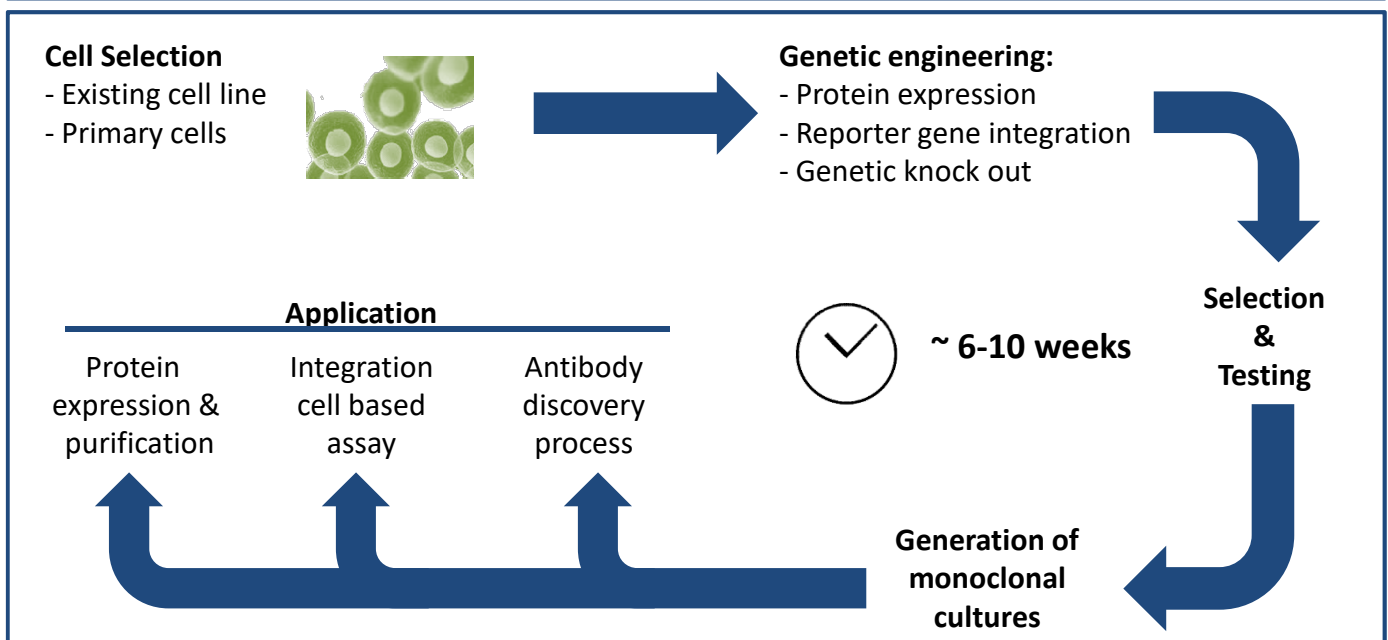 Cell Selection
- Existing cell line
- Primary cells
Genetic engineering:
- Protein expression
- Reporter gene integration
- Genetic knock out
Selection
&
Testing
~ 6-10 weeks
Generation of
monoclonal
cultures
Application
Protein
expression &
purification
Integration
cell based
assay
Antibody
discovery
process